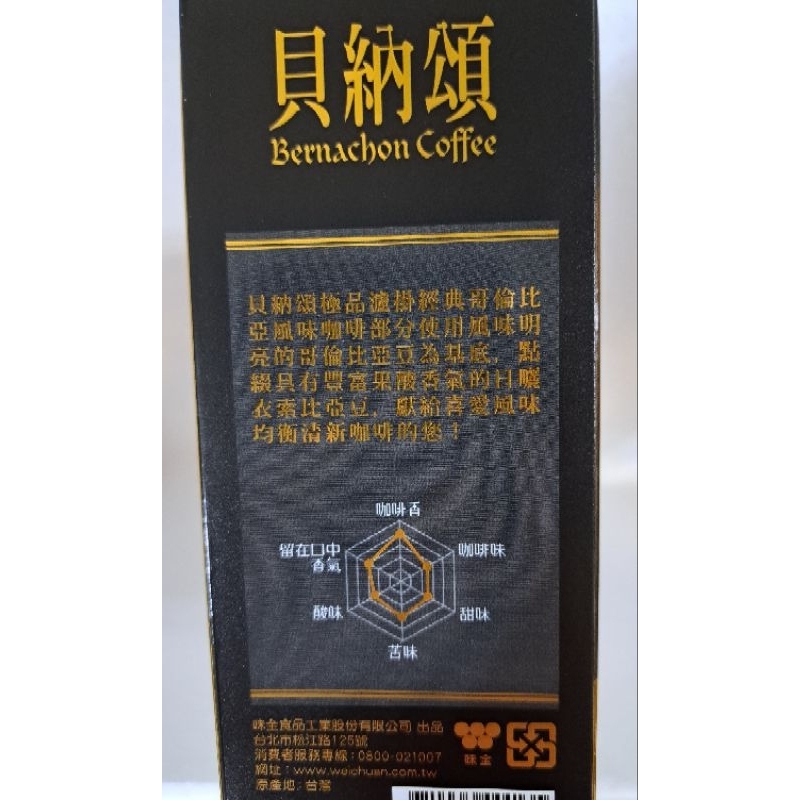 貝納頌
Bernachon Coffee
貝納頌極品濾掛經典哥倫比
亞風味咖啡部分使用風味明
亮的哥倫比亞豆為基底，點
綴具有豐富果酸香氣的日曬
衣索比亞豆，獻給喜愛風味
均衡清新咖啡的您！
咖啡香
留在口中
香氣
咖啡味
酸味
甜味
苦味
味全食品工業股份有限公司 出品
台北市松江路125號
消費者服務專線：0800-021007
網址：www.weichuan.com.tw
原產地：台灣
味全